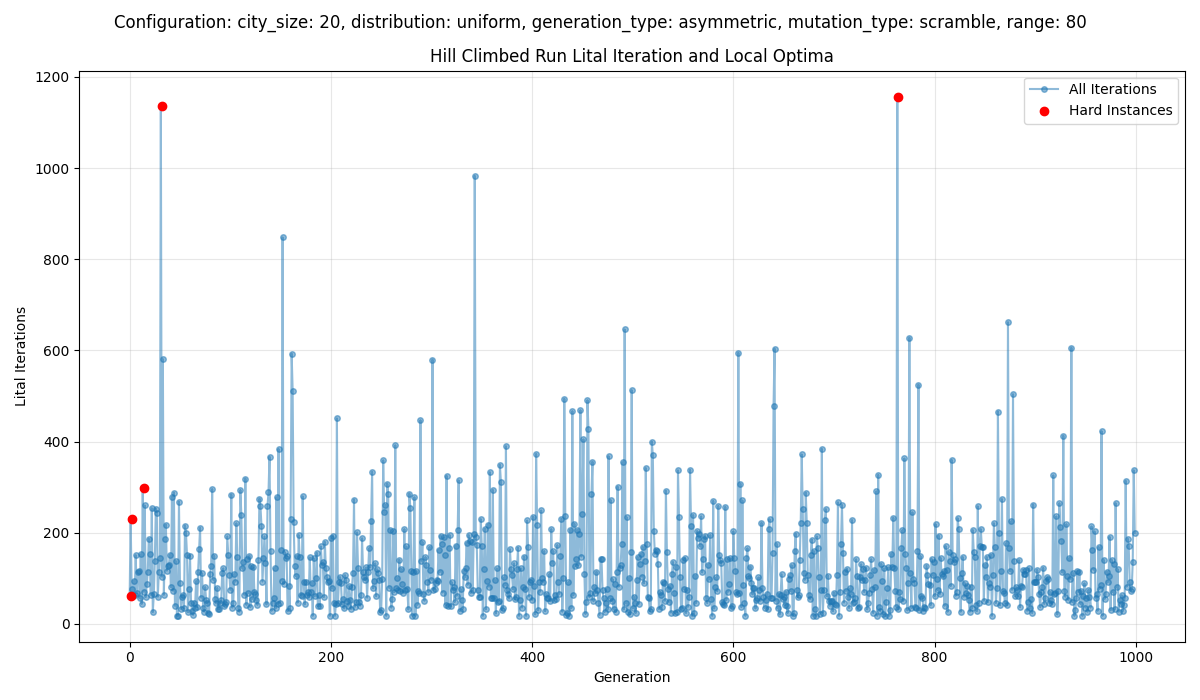 Configuration: city_size: 20, distribution: uniform, generation_type: asymmetric, mutation_type: scramble, range: 80
Hill Climbed Run Lital Iteration and Local Optima
1200
1000
800
600
400
200
0
Lital Iterations
All Iterations
Hard Instances
0 200 400 600 800 1000
Generation